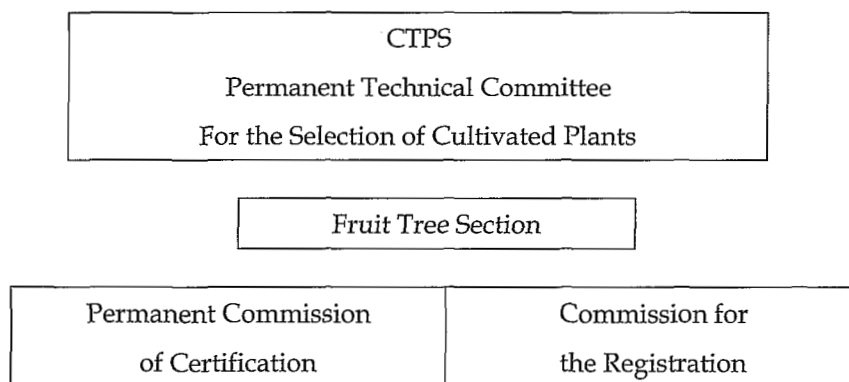 CTPS
Permanent Technical Committee
For the Selection of Cultivated Plants
Fruit Tree Section
Permanent Commission
of Certification
Commission for
the Registration